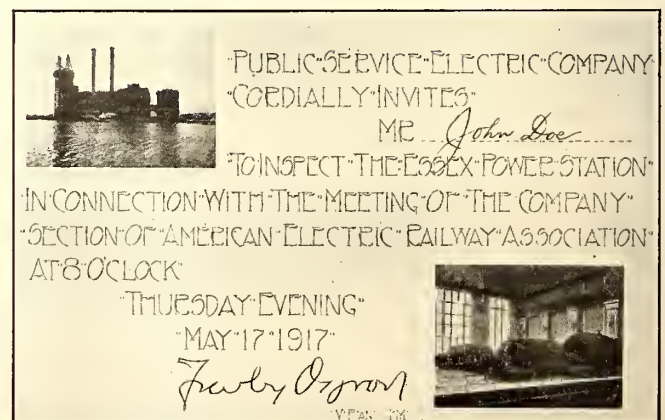 PUBLIC SERVICE ELECTRIC COMPANY
CORDIALLY INVITES
MR John Doe
TO INSPECT THE ESSEX POWER STATION
IN CONNECTION WITH THE MEETING OF THE COMPANY
SECTION OF AMERICAN ELECTRIC RAILWAY ASSOCIATION
AT 8 O'CLOCK
THURSDAY EVENING
MAY 17 1917